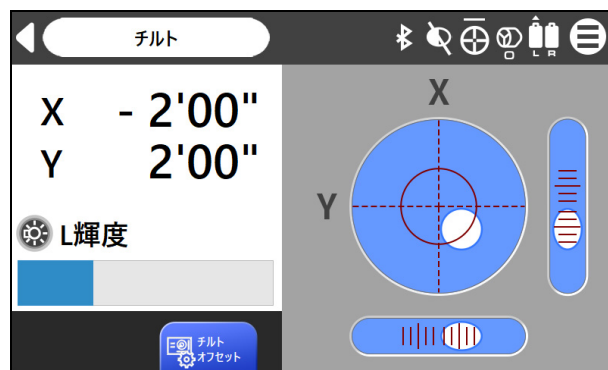 チルト
O
L R
X - 2'00"
Y 2'00"
L輝度
チルト
オフセット
X
Y